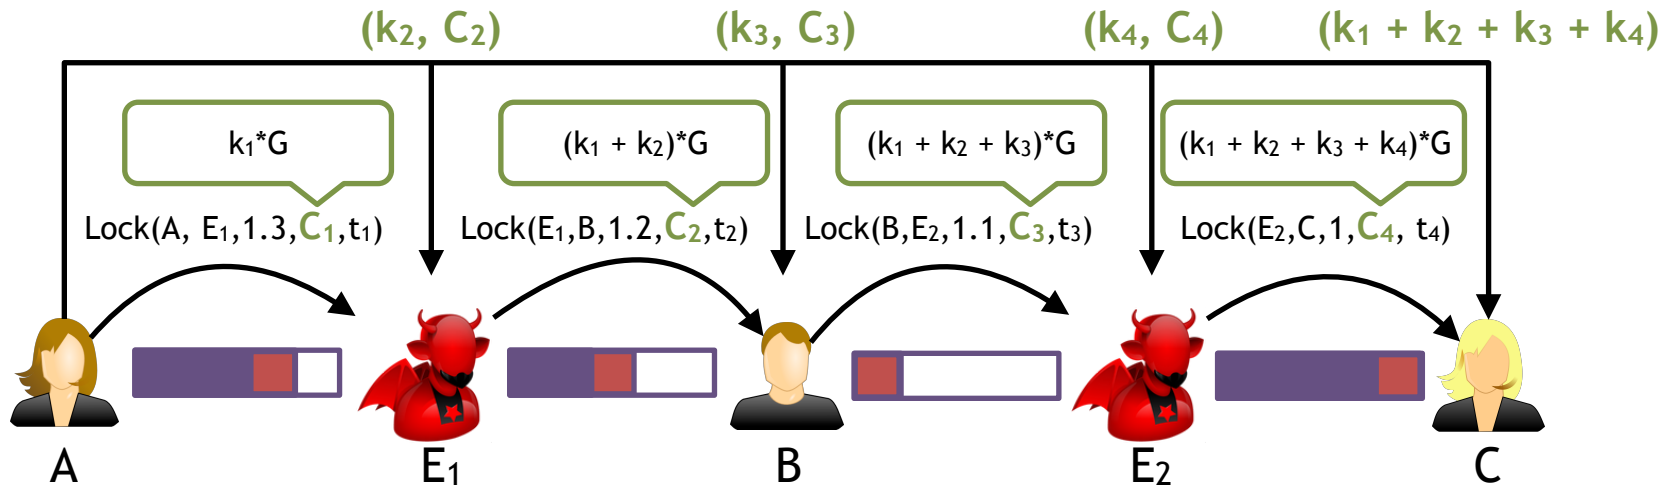 (k₂, C₂) (k₃, C₃) (k₄, C₄) (k₁ + k₂ + k₃ + k₄)
k₁*G (k₁ + k₂)*G (k₁ + k₂ + k₃)*G (k₁ + k₂ + k₃ + k₄)*G
Lock(A, E₁,1.3,C₁,t₁) Lock(E₁,B,1.2,C₂,t₂) Lock(B,E₂,1.1,C₃,t₃) Lock(E₂,C,1,C₄, t₄)
A E₁ B E₂ C